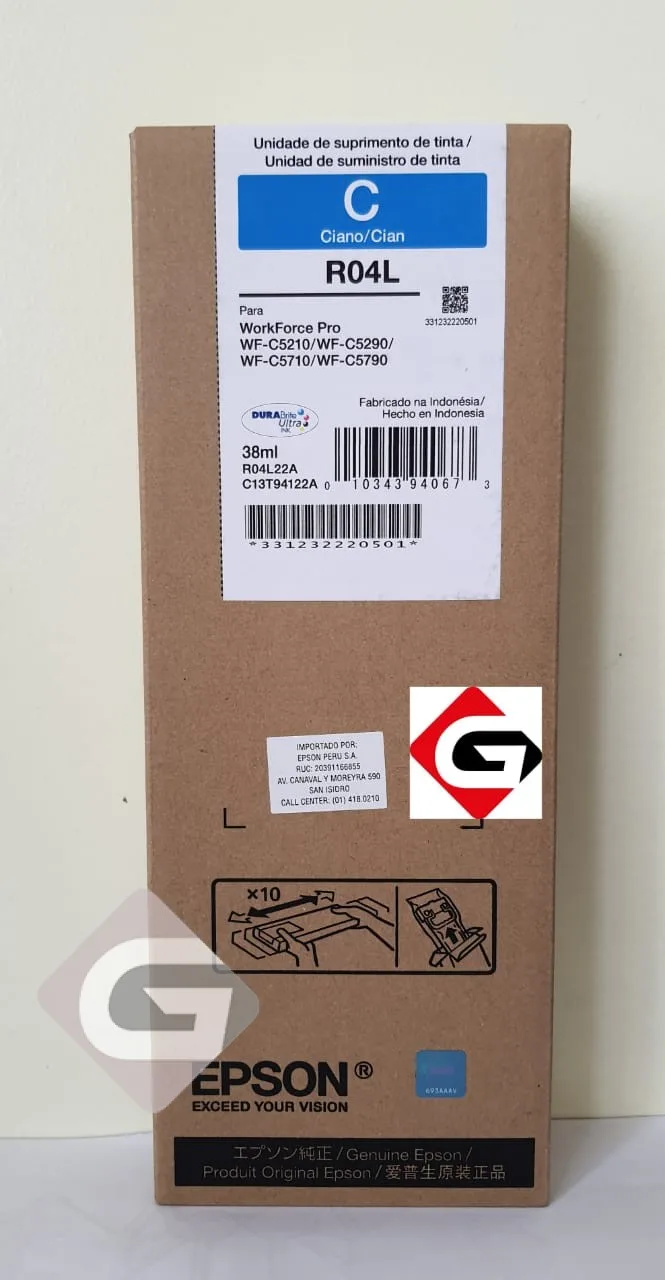 Unidade de suprimento de tinta /
Unidad de suministro de tinta
C
Ciano/Cian
R04L
331232220501
Para
WorkForce Pro
WF-C5210/WF-C5290/
WF-C5710/WF-C5790
Fabricado na Indonésia/
Hecho en Indonesia
DURABrite
Ultra
INK
38ml
R04L22A
C13T94122A
0 10343 94067 3
*331232220501*
G
IMPORTADO POR:
EPSON PERU S.A.
RUC: 20391166855
AV. CANAVAL Y MOREYRA 590
SAN ISIDRO
CALL CENTER: (01) 418.0210
×10
G
EPSON®
EXCEED YOUR VISION
693AAAV
エプソン純正 / Genuine Epson /
Produit Original Epson / 爱普生原装正品